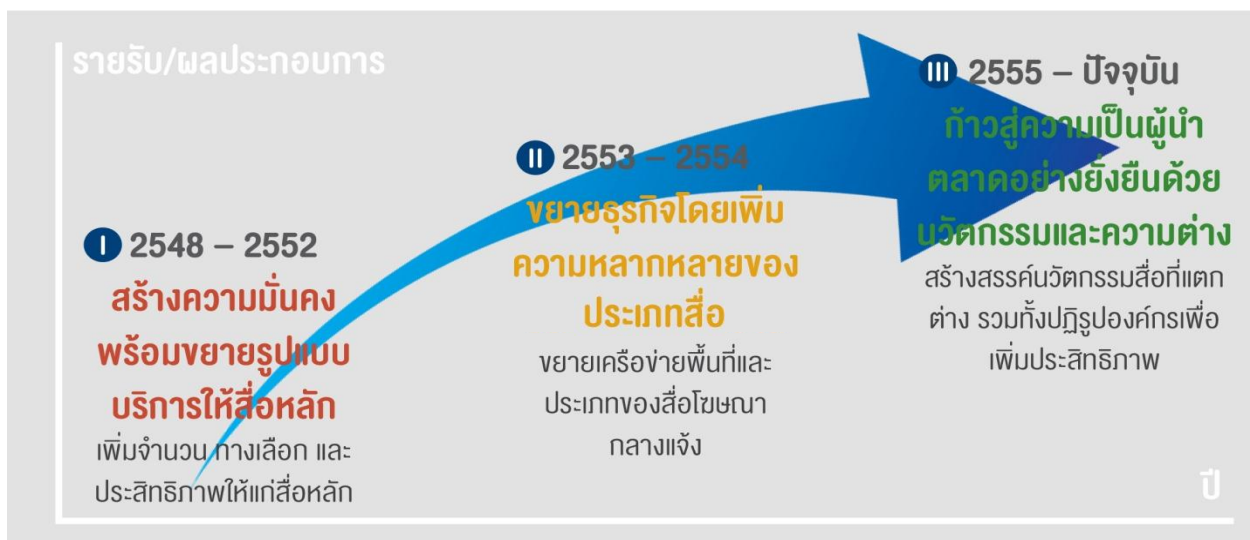 รายรับ/ผลประกอบการ
I 2548 – 2552
สร้างความมั่นคง
พร้อมขยายรูปแบบ
บริการให้สื่อหลัก
เพิ่มจำนวน ทางเลือก และ
ประสิทธิภาพให้แก่สื่อหลัก
II 2553 – 2554
ขยายธุรกิจโดยเพิ่ม
ความหลากหลายของ
ประเภทสื่อ
ขยายเครือข่ายพื้นที่และ
ประเภทของสื่อโฆษณา
กลางแจ้ง
III 2555 – ปัจจุบัน
ก้าวสู่ความเป็นผู้นำ
ตลาดอย่างยั่งยืนด้วย
นวัตกรรมและความต่าง
สร้างสรรค์นวัตกรรมสื่อที่แตก
ต่าง รวมทั้งปฏิรูปองค์กรเพื่อ
เพิ่มประสิทธิภาพ
ปี